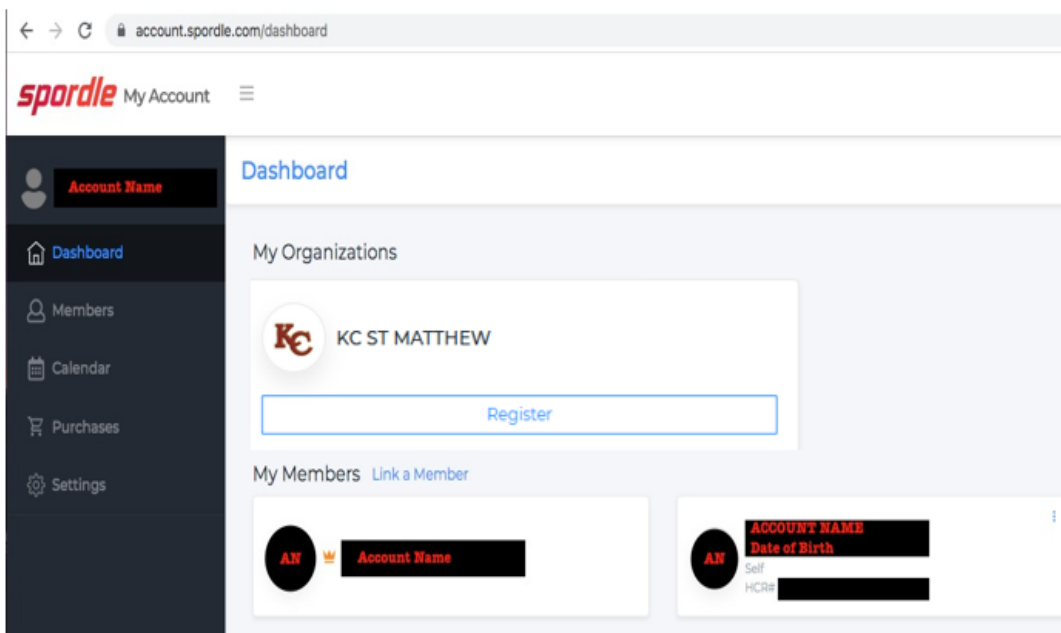 account.spordle.com/dashboard
spordle My Account
Account Name
Dashboard
Dashboard
Members
Calendar
Purchases
Settings
My Organizations
KC
KC ST MATTHEW
Register
My Members Link a Member
AN
Account Name
AN
ACCOUNT NAME
Date of Birth
Self
HCR#